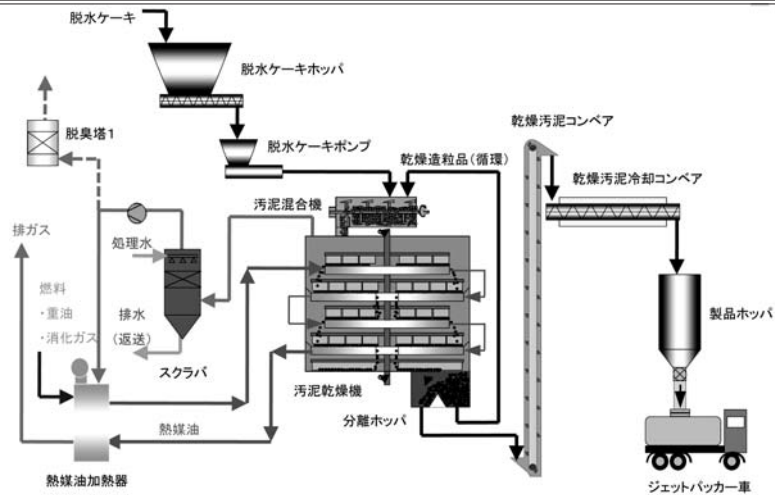 脱水ケーキ
脱水ケーキホッパ
脱臭塔1
脱水ケーキポンプ
乾燥汚泥コンベア
乾燥造粒品(循環)
乾燥汚泥冷却コンベア
汚泥混合機
排ガス
処理水
燃料
・重油
・消化ガス
排水
(返送)
スクラバ
製品ホッパ
汚泥乾燥機
分離ホッパ
熱媒油
熱媒油加熱器
ジェットパッカー車